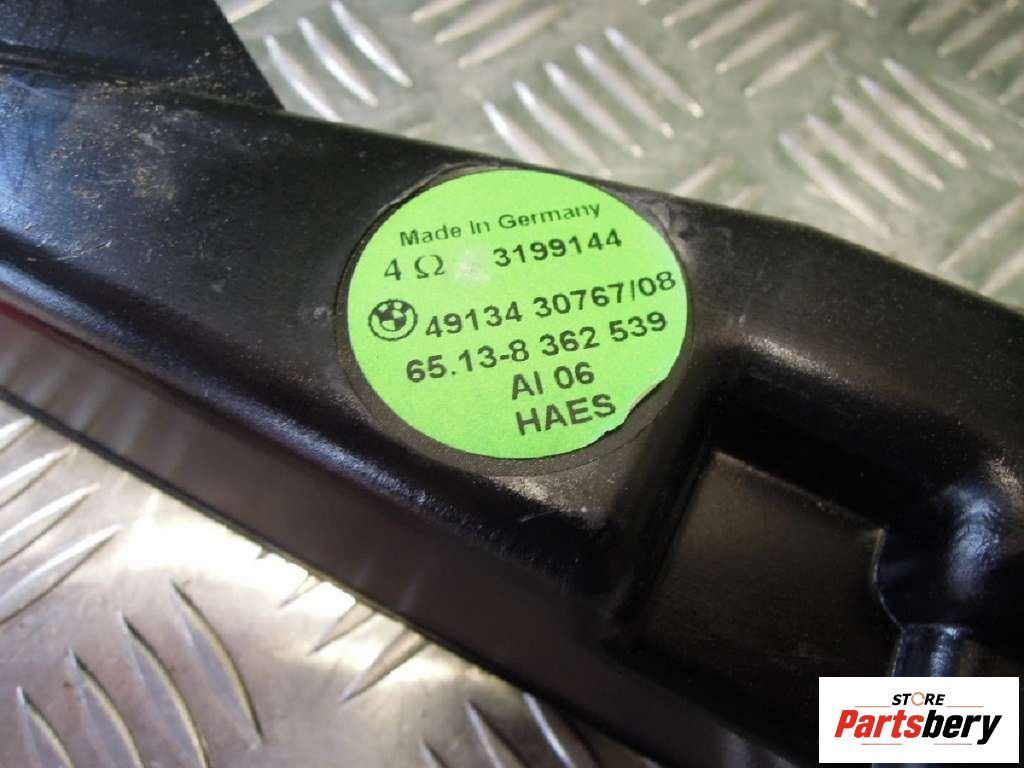 Made In Germany
4 Ω 3199144
49134 30767/08
65.13-8 362 539
AI 06
HAES
STORE
Partsbery